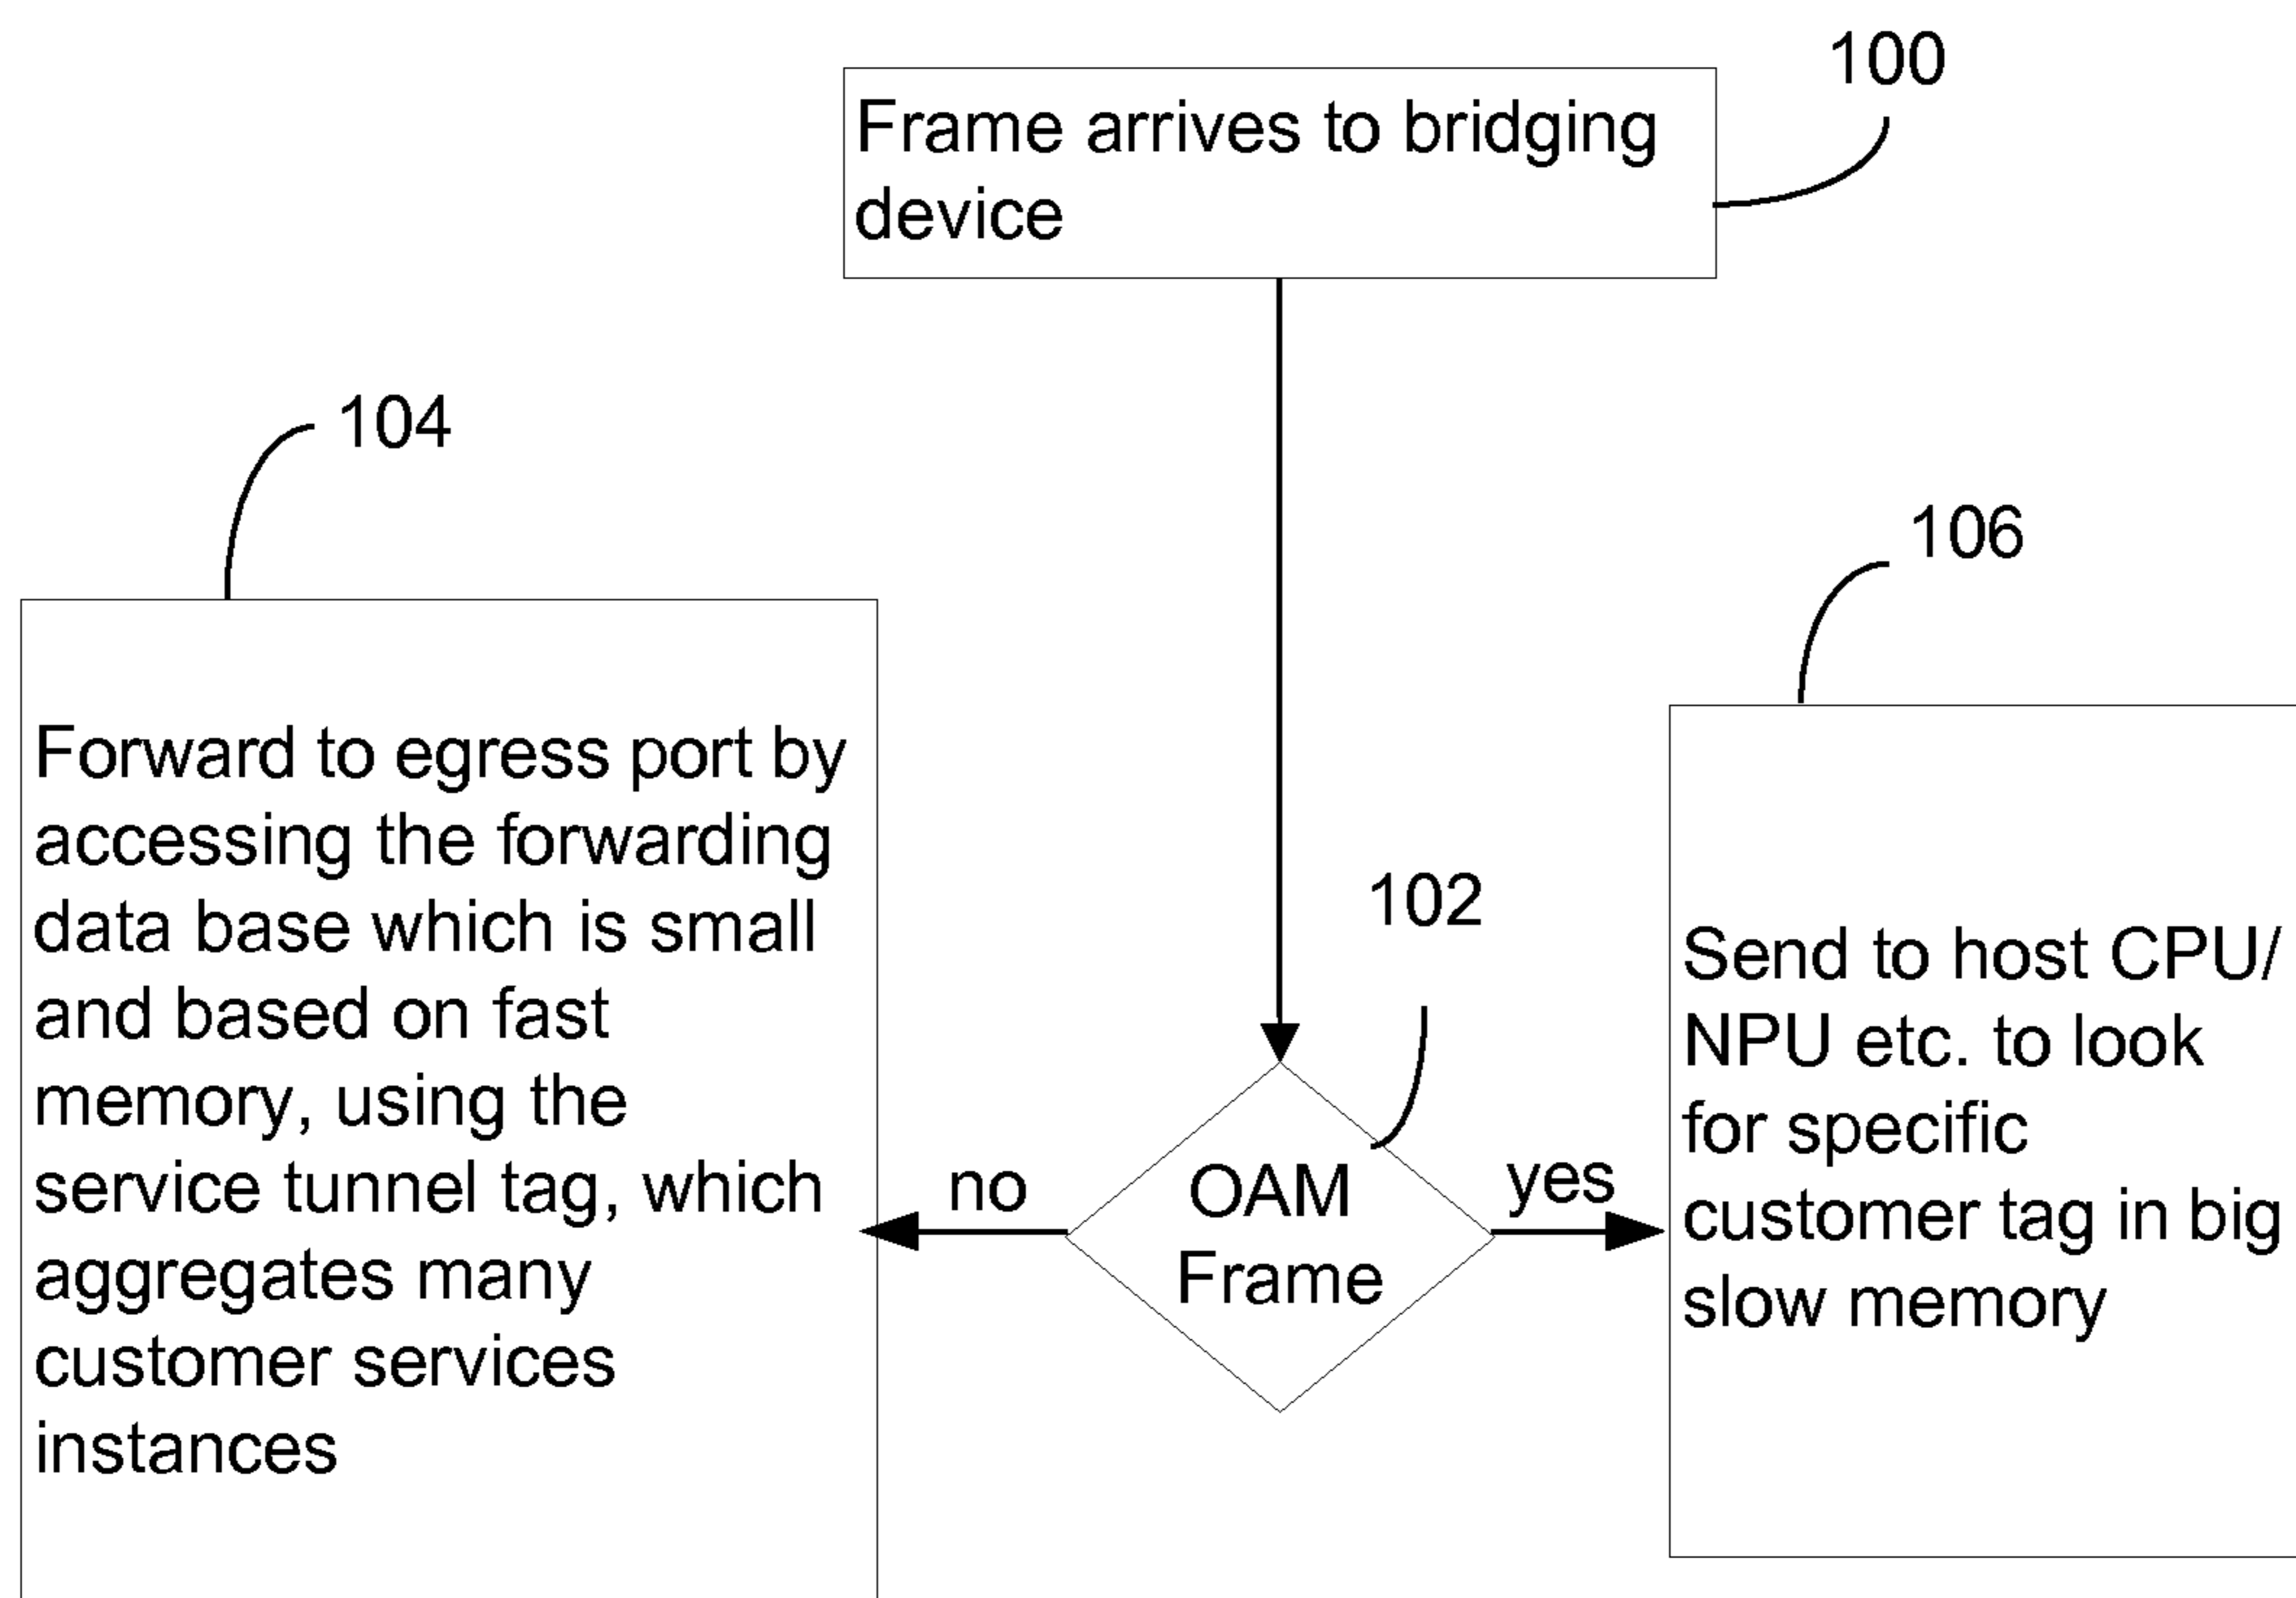 100
Frame arrives to bridging
device
104
Forward to egress port by
accessing the forwarding
data base which is small
and based on fast
memory, using the
service tunnel tag, which
aggregates many
customer services
instances
no
102
OAM
Frame
yes
106
Send to host CPU/
NPU etc. to look
for specific
customer tag in big
slow memory